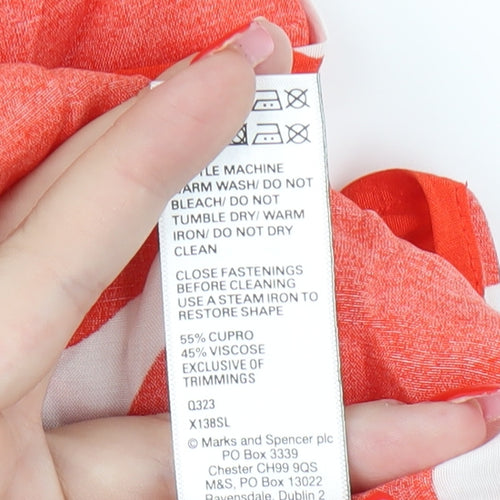 MACHINE
WASH/ DO NOT
BLEACH/ DO NOT
TUMBLE DRY/ WARM
IRON/ DO NOT DRY
CLEAN
CLOSE FASTENINGS
BEFORE CLEANING
USE A STEAM IRON TO
RESTORE SHAPE
55% CUPRO
45% VISCOSE
EXCLUSIVE OF
TRIMMINGS
Q323
X138SL
© Marks and Spencer plc
PO Box 3339
Chester CH99 9QS
M&S, PO Box 13022
Ravensdale, Dublin 2